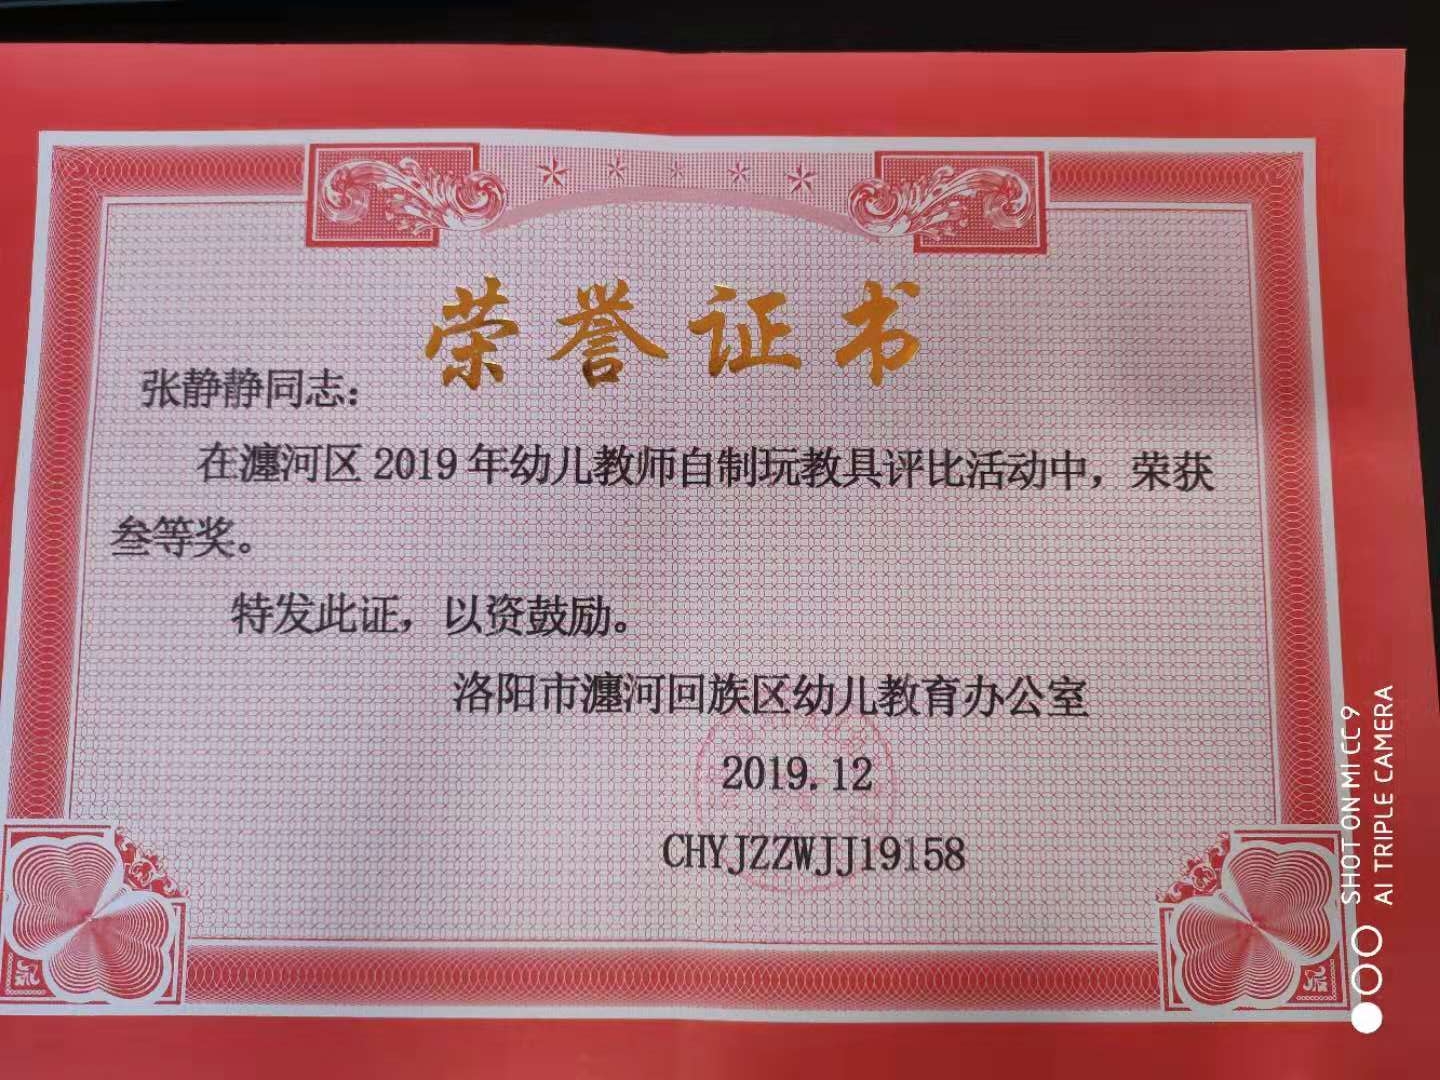 荣誉证书
张静静同志：
在瀍河区 2019 年幼儿教师自制玩教具评比活动中，荣获
叁等奖。
特发此证，以资鼓励。
洛阳市瀍河回族区幼儿教育办公室
2019.12
CHYJZZWJJ19158
SHOT ON MI CC 9
AI TRIPLE CAMERA